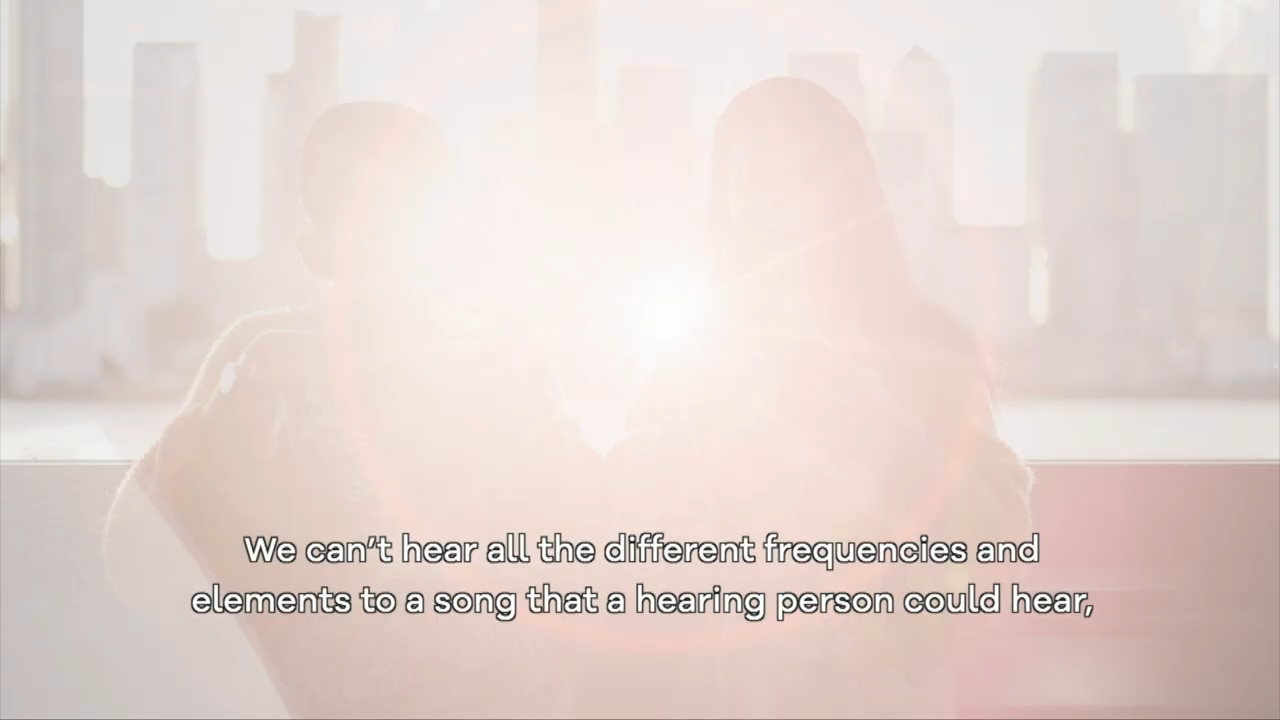 We can’t hear all the different frequencies and
elements to a song that a hearing person could hear,